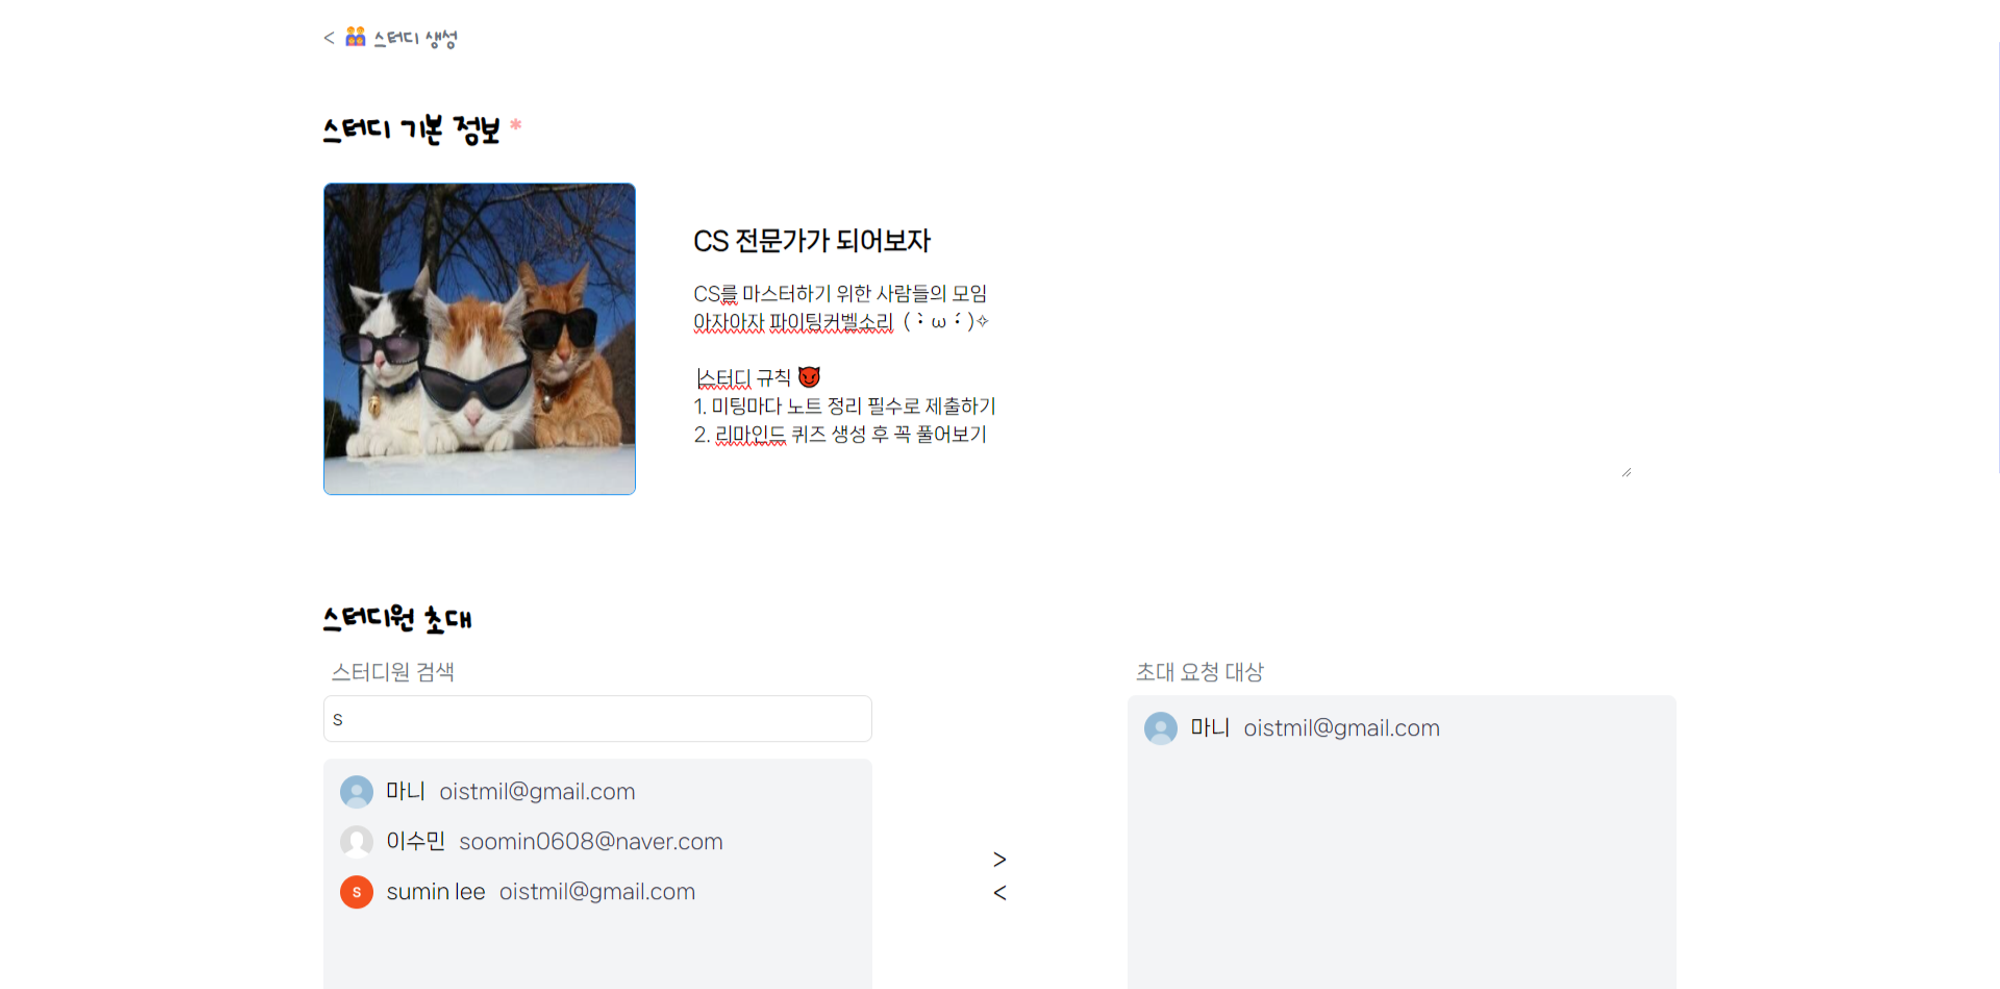 < 👭 스터디 생성
스터디 기본 정보 *
CS 전문가가 되어보자
CS를 마스터하기 위한 사람들의 모임
아자아자 파이팅커벨소리 (•̀ω•́)✧
스터디 규칙 😈
1. 미팅마다 노트 정리 필수로 제출하기
2. 리마인드 퀴즈 생성 후 꼭 풀어보기
스터디원 초대
스터디원 검색
s
마니 oistmil@gmail.com
이수민 soomin0608@naver.com
s sumin lee oistmil@gmail.com
>
<
초대 요청 대상
마니 oistmil@gmail.com